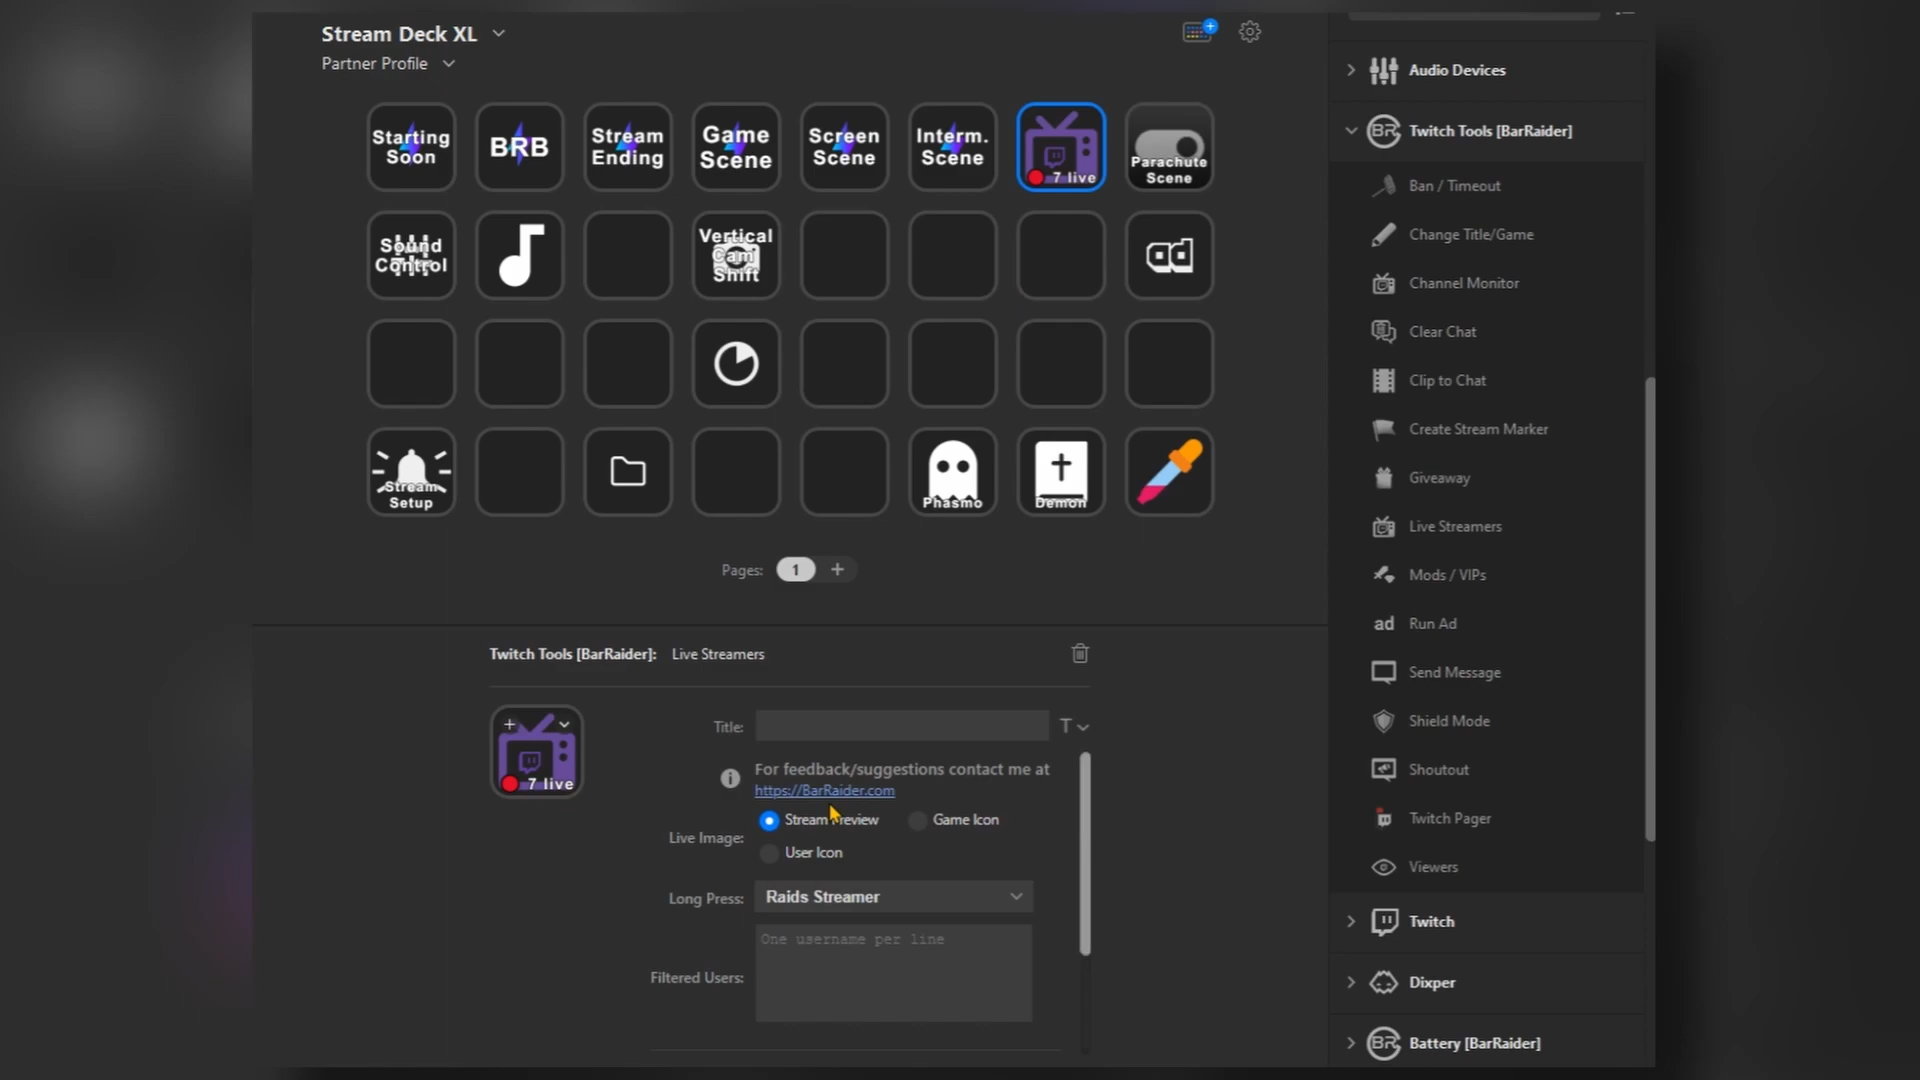 Stream Deck XL
Partner Profile
Starting
Soon
BRB
Stream
Ending
Game
Scene
Screen
Scene
Interm.
Scene
7 live
Parachute
Scene
Sound
Control
Vertical
Cam
Shift
ad
Stream
Setup
Phasmo
Demon
Pages: 1 +
Twitch Tools [BarRaider]: Live Streamers
7 live
Title:
T
For feedback/suggestions contact me at
https://BarRaider.com
Live Image:
Stream Preview
Game Icon
User Icon
Long Press: Raids Streamer
Filtered Users:
One username per line
Audio Devices
BR Twitch Tools [BarRaider]
Ban / Timeout
Change Title/Game
Channel Monitor
Clear Chat
Clip to Chat
Create Stream Marker
Giveaway
Live Streamers
Mods / VIPs
ad Run Ad
Send Message
Shield Mode
Shoutout
Twitch Pager
Viewers
Twitch
Dixper
BR Battery [BarRaider]